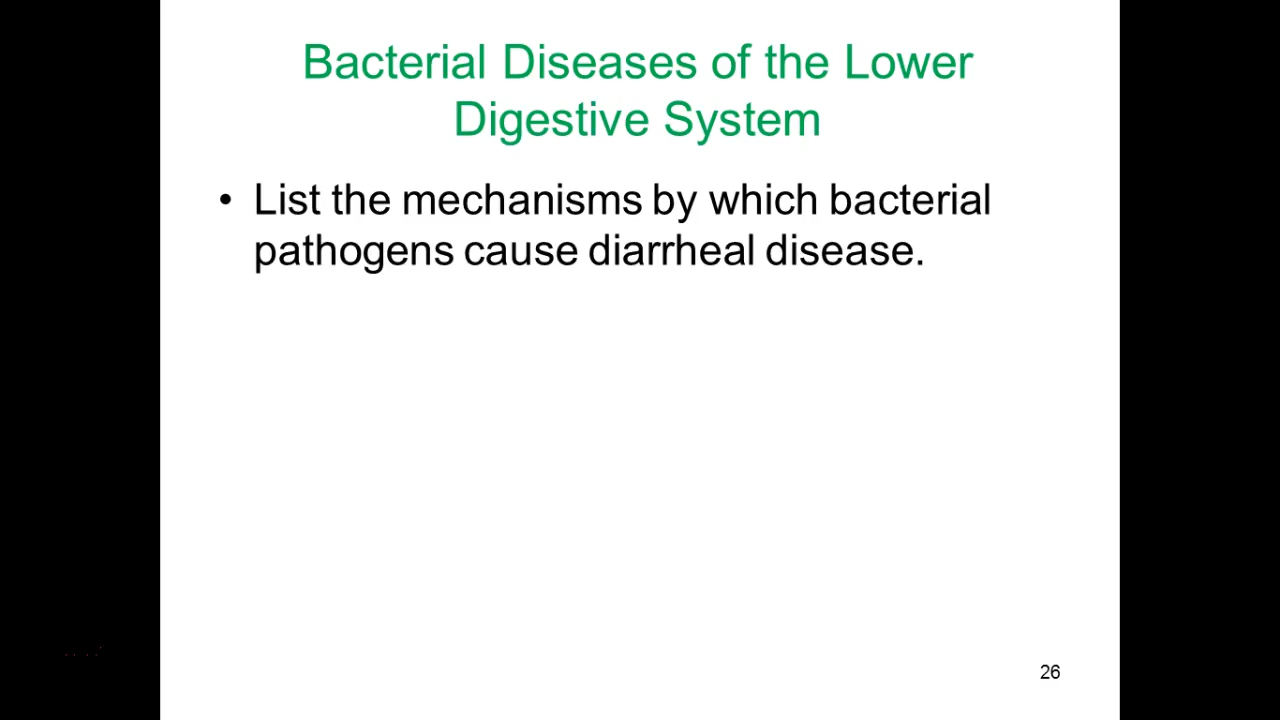 Bacterial Diseases of the Lower
Digestive System
• List the mechanisms by which bacterial
pathogens cause diarrheal disease.
26